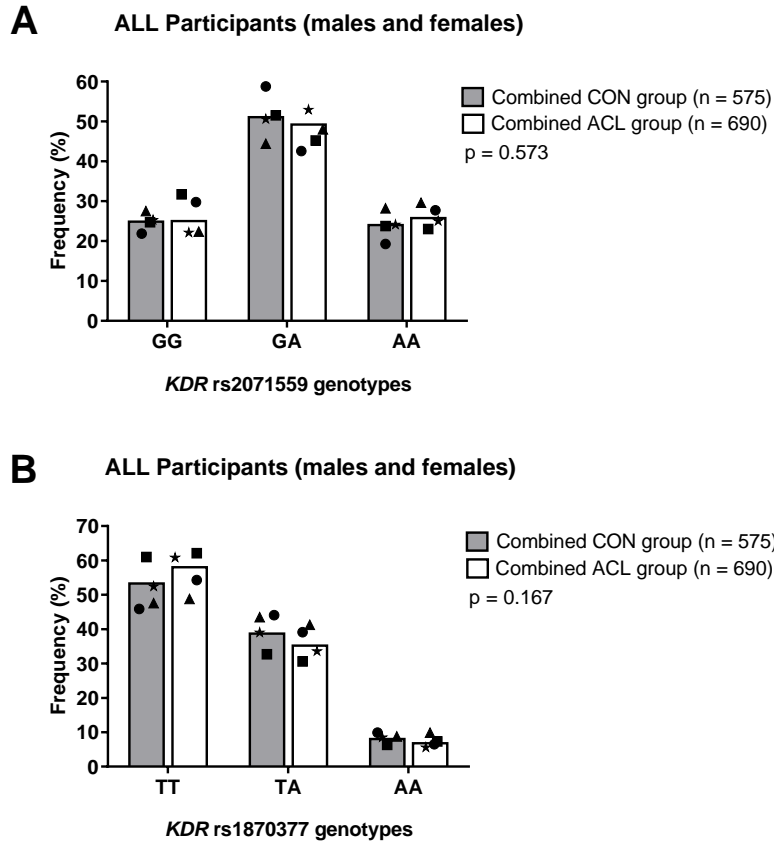 A
ALL Participants (males and females)
60
50
40
30
20
10
0
Frequency (%)
GG GA AA
KDR rs2071559 genotypes
Combined CON group (n = 575)
Combined ACL group (n = 690)
p = 0.573
B
ALL Participants (males and females)
70
60
50
40
30
20
10
0
Frequency (%)
TT TA AA
KDR rs1870377 genotypes
Combined CON group (n = 575)
Combined ACL group (n = 690)
p = 0.167